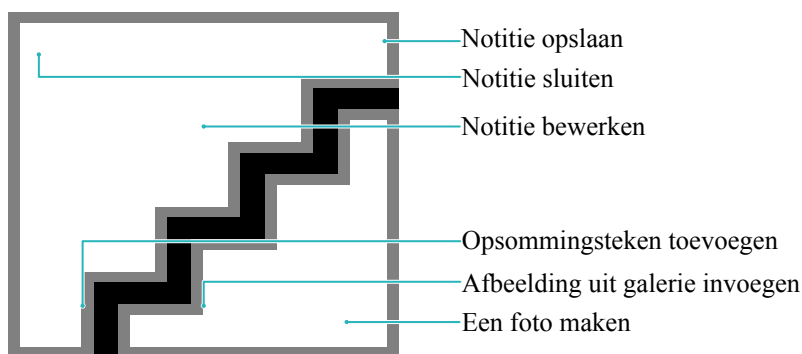 Notitie opslaan
Notitie sluiten
Notitie bewerken
Opsommingsteken toevoegen
Afbeelding uit galerie invoegen
Een foto maken